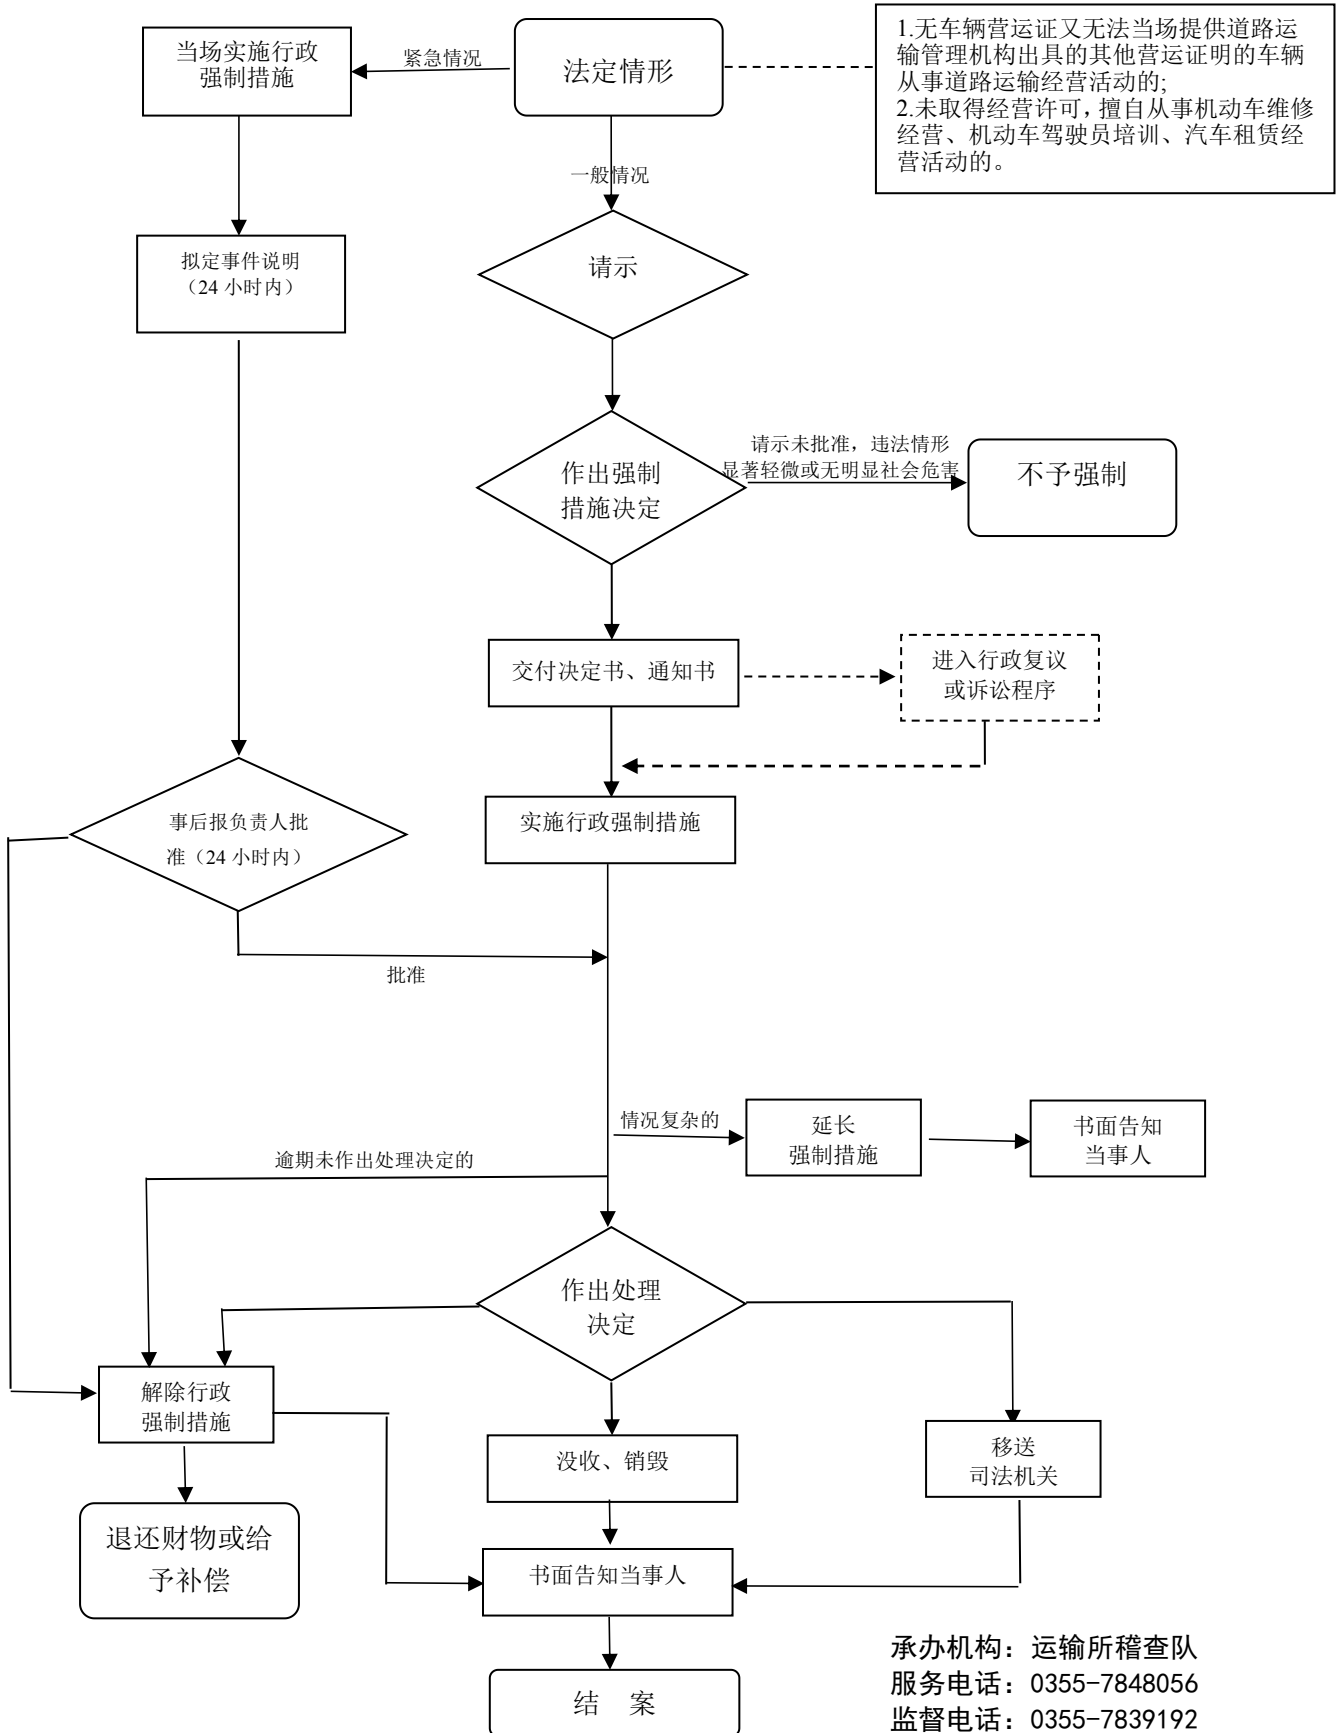 当场实施行政
强制措施
紧急情况
法定情形
1.无车辆营运证又无法当场提供道路运
输管理机构出具的其他营运证明的车辆
从事道路运输经营活动的;
2.未取得经营许可，擅自从事机动车维修
经营、机动车驾驶员培训、汽车租赁经
营活动的。
一般情况
拟定事件说明
（24 小时内）
请示
作出强制
措施决定
请示未批准，违法情形
显著轻微或无明显社会危害
不予强制
交付决定书、通知书
进入行政复议
或诉讼程序
事后报负责人批
准（24 小时内）
实施行政强制措施
批准
情况复杂的
延长
强制措施
书面告知
当事人
逾期未作出处理决定的
作出处理
决定
解除行政
强制措施
没收、销毁
移送
司法机关
退还财物或给
予补偿
书面告知当事人
结 案
承办机构：运输所稽查队
服务电话：0355-7848056
监督电话：0355-7839192